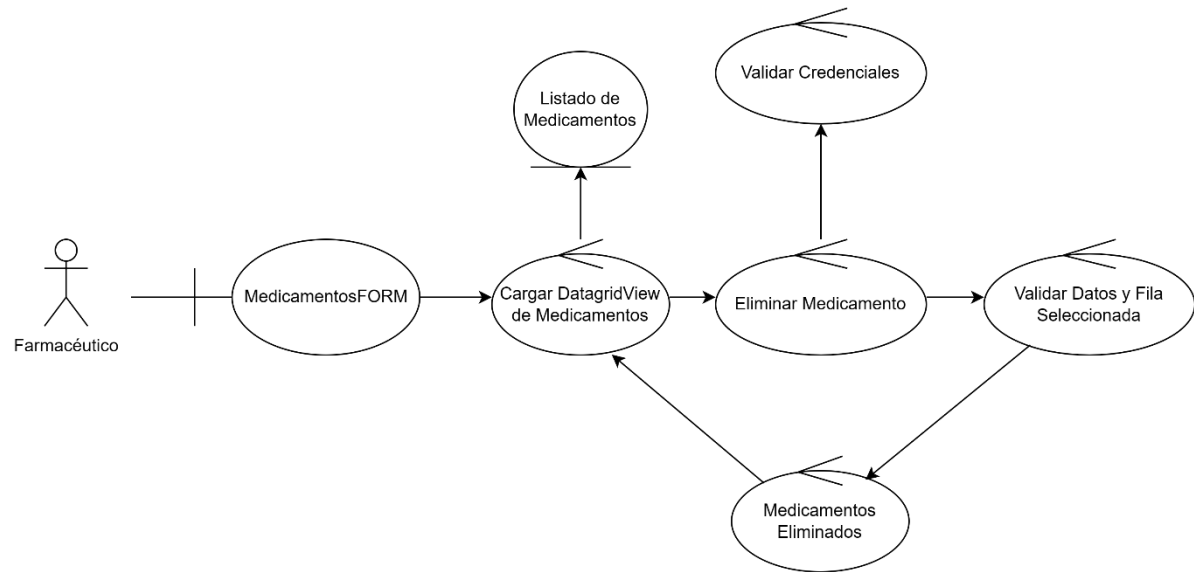 Validar Credenciales
Listado de
Medicamentos
Farmacéutico
MedicamentosFORM
Cargar DatagridView
de Medicamentos
Eliminar Medicamento
Validar Datos y Fila
Seleccionada
Medicamentos
Eliminados